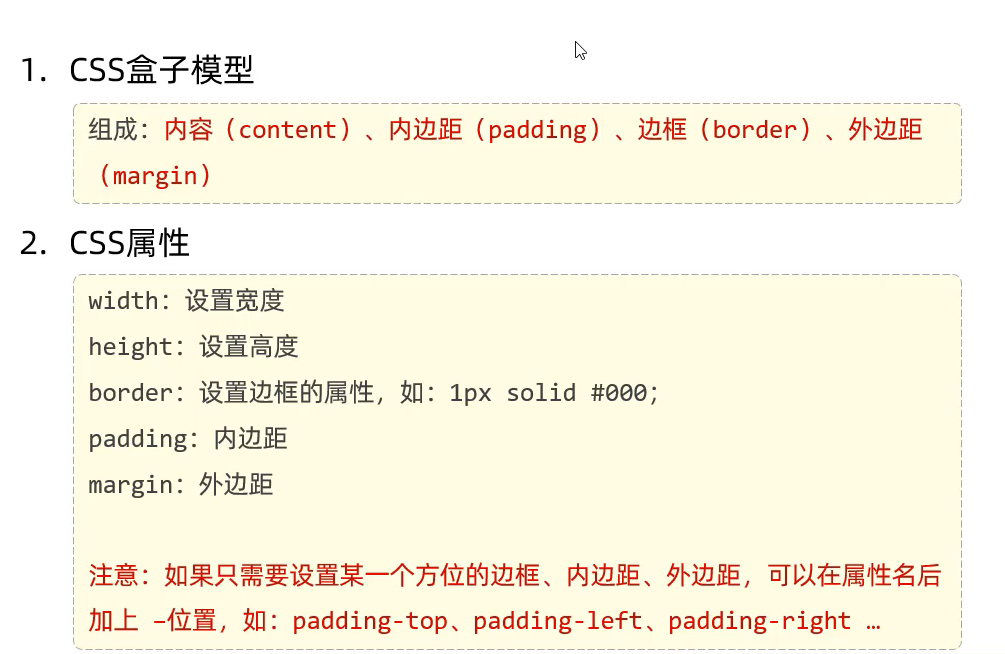 1. CSS盒子模型
组成：内容（content）、内边距（padding）、边框（border）、外边距
（margin）
2. CSS属性
width：设置宽度
height：设置高度
border：设置边框的属性，如：1px solid #000;
padding：内边距
margin：外边距
注意：如果只需要设置某一个方位的边框、内边距、外边距，可以在属性名后
加上 –位置，如：padding-top、padding-left、padding-right …